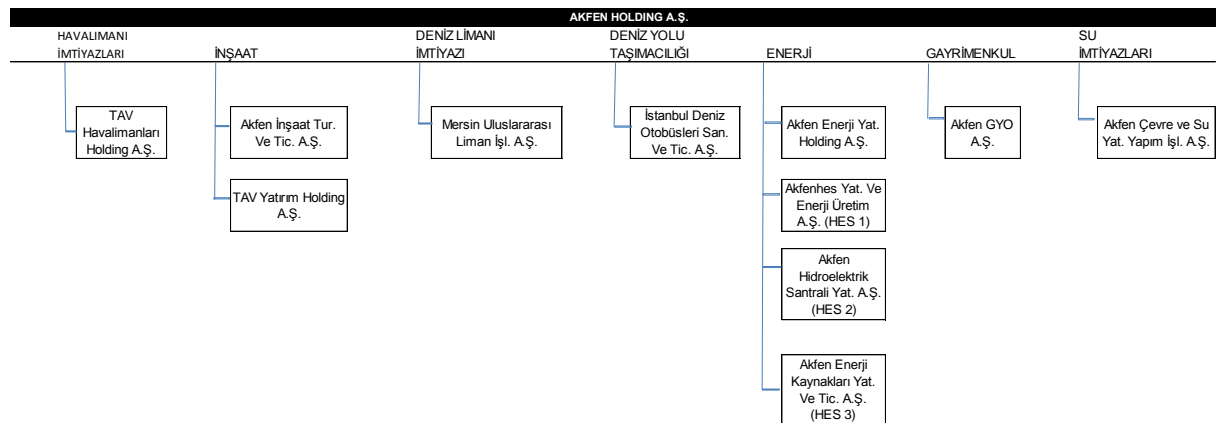 AKFEN HOLDING A.Ş.
HAVALIMANI
İMTİYAZLARI
İNŞAAT
DENİZ LİMANI
İMTİYAZI
DENİZ YOLU
TAŞIMACILIĞI
ENERJİ
GAYRİMENKUL
SU
İMTİYAZLARI
TAV
Havalimanları
Holding A.Ş.
Akfen İnşaat Tur.
Ve Tic. A.Ş.
TAV Yatırım Holding
A.Ş.
Mersin Uluslararası
Liman İşl. A.Ş.
İstanbul Deniz
Otobüsleri San.
Ve Tic. A.Ş.
Akfen Enerji Yat.
Holding A.Ş.
Akfenhes Yat. Ve
Enerji Üretim
A.Ş. (HES 1)
Akfen
Hidroelektrik
Santrali Yat. A.Ş.
(HES 2)
Akfen Enerji
Kaynakları Yat.
Ve Tic. A.Ş.
(HES 3)
Akfen GYO
A.Ş.
Akfen Çevre ve Su
Yat. Yapım İşl. A.Ş.